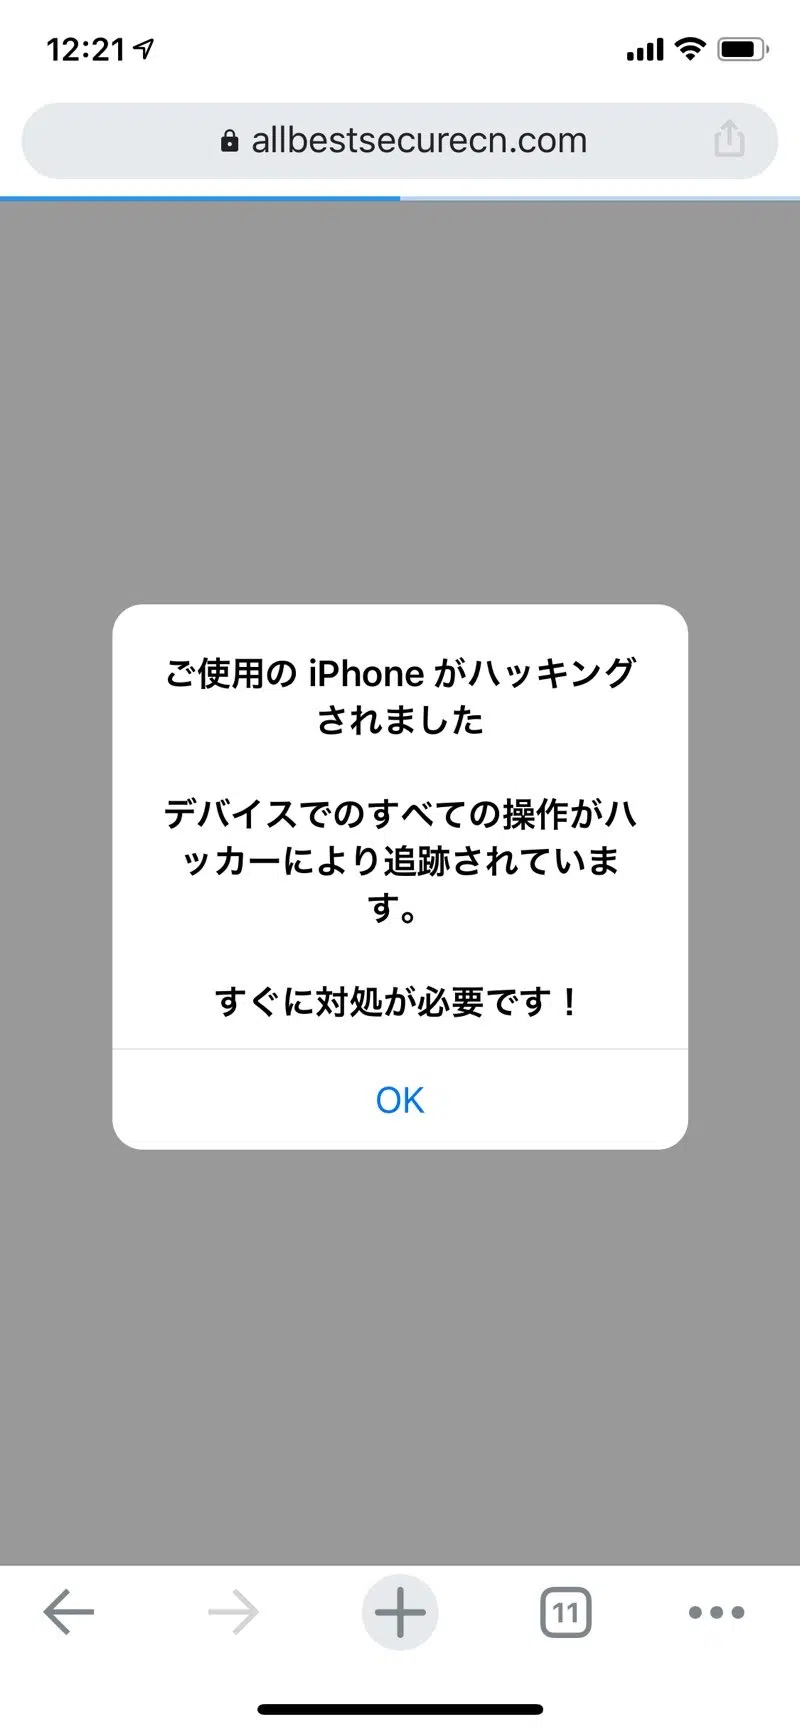 12:21
allbestsecurecn.com
ご使用の iPhone がハッキング
されました
デバイスでのすべての操作がハ
ッカーにより追跡されていま
す。
すぐに対処が必要です！
OK
11